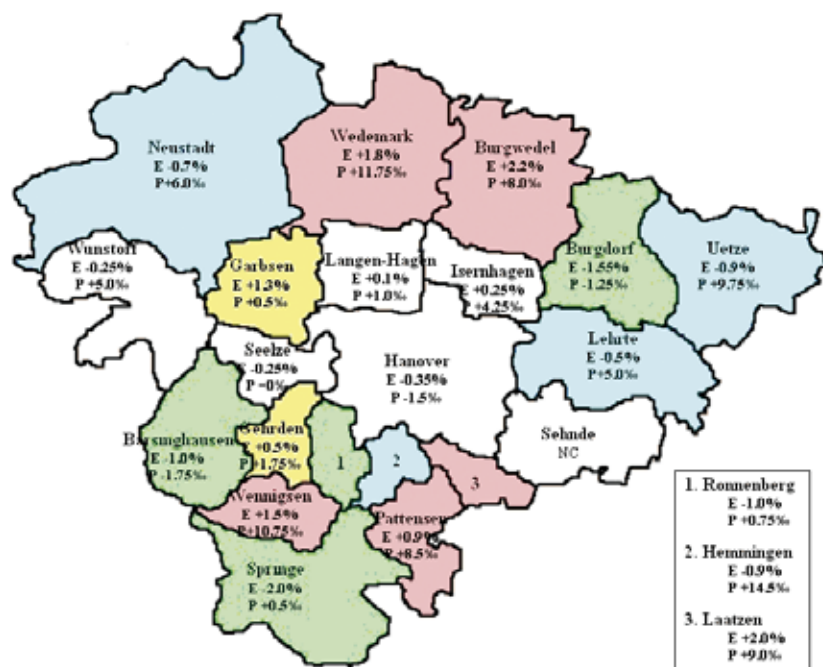 Neustadt
E -0.7%
P+6.0‰
Wedemark
E +1.8%
P +11.75‰
Burgwedel
E +2.2%
P +8.0‰
Wunstorf
E -0.25%
P +5.0‰
Garbsen
E +1.3%
P +0.5‰
Langen-Hagen
E +0.1%
P +1.0‰
Isernhagen
E +0.25%
P +4.25‰
Burgdorf
E -1.55%
P -1.25‰
Uetze
E -0.9%
P +9.75‰
Seelze
E -0.25%
P =0%
Hanover
E -0.35%
P -1.5‰
Lehrte
E -0.5%
P+5.0‰
Barsinghausen
E -1.0%
P -1.75‰
Gehrden
+0.5%
P +1.75‰
1
2
3
Sehnde
NC
Wennigsen
E +1.5%
P+10.75‰
Pattensen
E +0.9%
P +8.5‰
Springe
E -2.0%
P +0.5‰
1. Ronnenberg
E -1.0%
P +0.75‰
2. Hemmingen
E -0.9%
P +14.5‰
3. Laatzen
E +2.0%
P +9.0‰